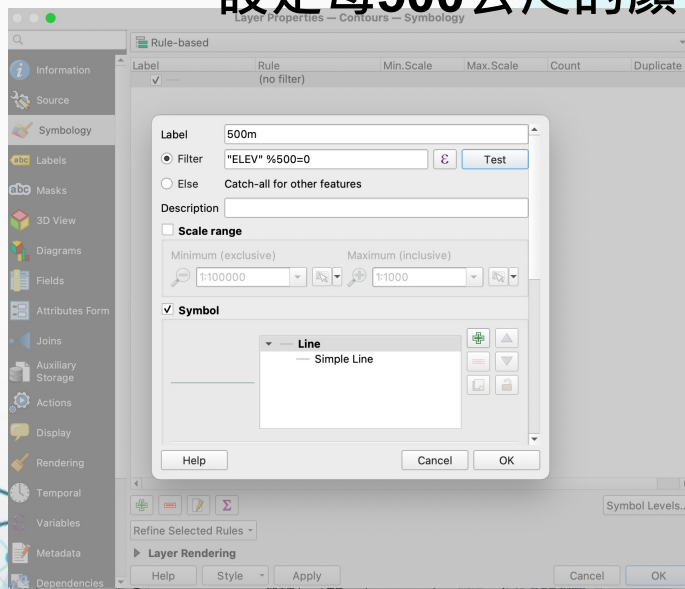 設定每500公尺的顏
Layer Properties — Contours — Symbology
Rule-based
Information
Source
Symbology
abc Labels
abc Masks
3D View
Diagrams
Fields
Attributes Form
Joins
Auxiliary
Storage
Actions
Display
Rendering
Temporal
Variables
Metadata
Dependencies
Label Rule Min.Scale Max.Scale Count Duplicate
(no filter)
Label 500m
Filter "ELEV" %500=0 ε Test
Else Catch-all for other features
Description
Scale range
Minimum (exclusive) Maximum (inclusive)
1:100000 1:1000
Symbol
Line
Simple Line
Help Cancel OK
Σ
Symbol Levels...
Refine Selected Rules
Layer Rendering
Help Style Apply Cancel OK